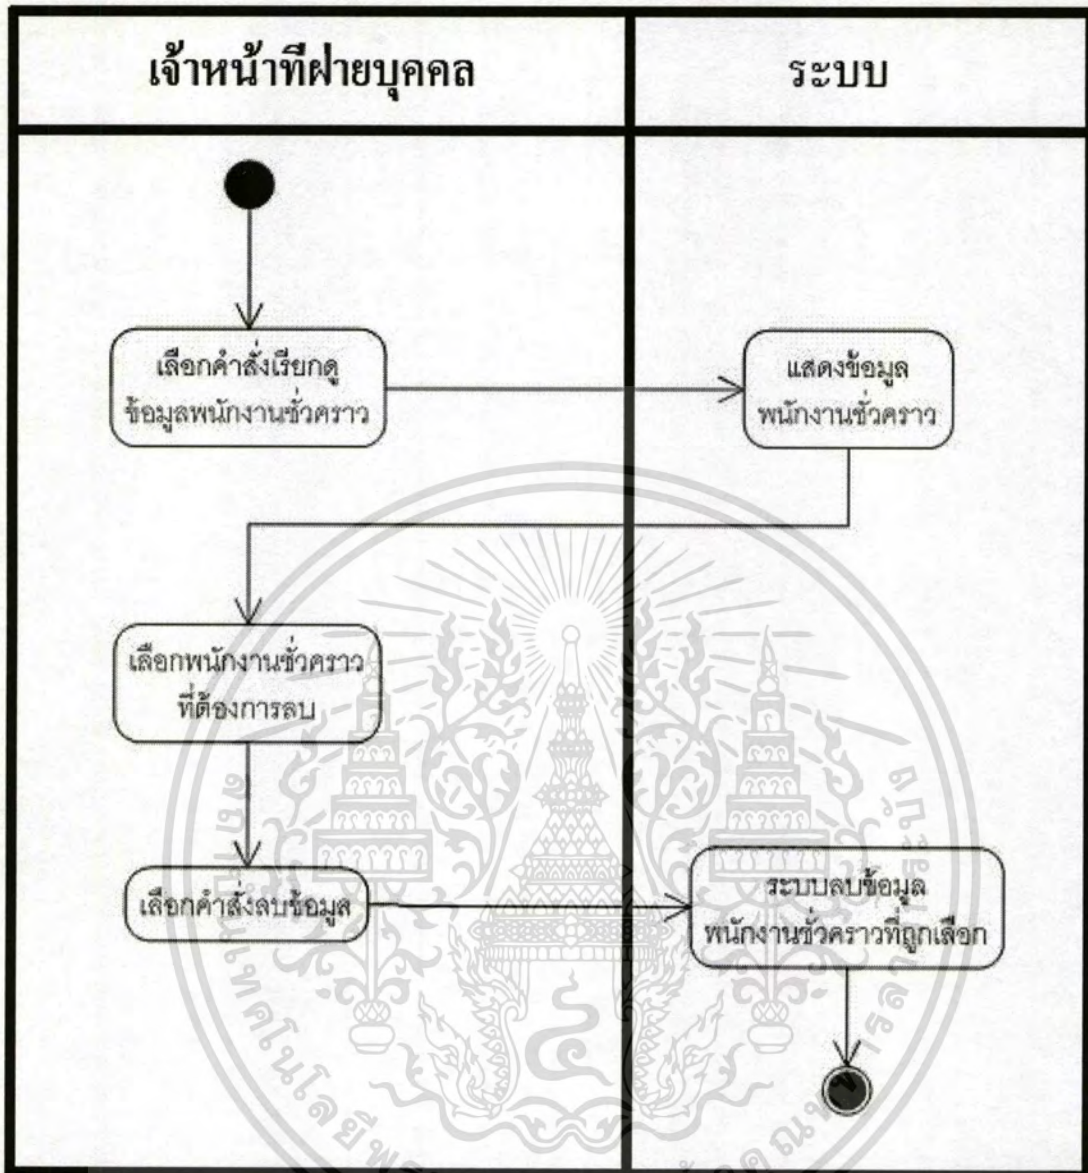 เจ้าหน้าที่ฝ่ายบุคคล
ระบบ
เลือกคำสั่งเรียกดู
ข้อมูลพนักงานชั่วคราว
แสดงข้อมูล
พนักงานชั่วคราว
เลือกพนักงานชั่วคราว
ที่ต้องการลบ
เลือกคำสั่งลบข้อมูล
ระบบลบข้อมูล
พนักงานชั่วคราวที่ถูกเลือก